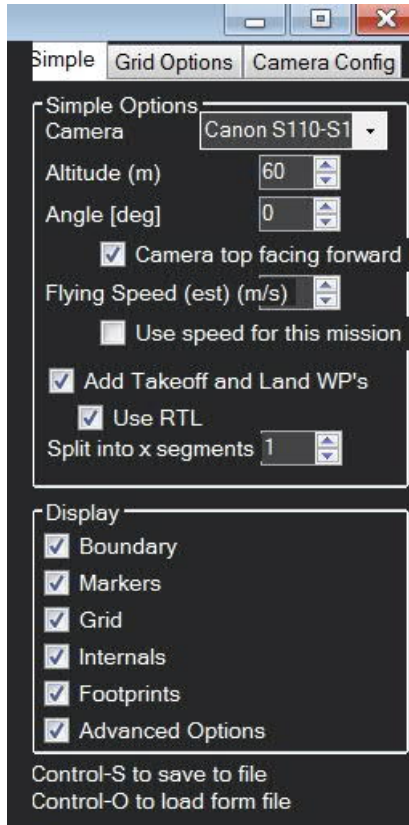 Simple Grid Options Camera Config
Simple Options
Camera Canon S110-S1
Altitude (m) 60
Angle [deg] 0
Camera top facing forward
Flying Speed (est) (m/s)
Use speed for this mission
Add Takeoff and Land WP's
Use RTL
Split into x segments 1
Display
Boundary
Markers
Grid
Internals
Footprints
Advanced Options
Control-S to save to file
Control-O to load form file